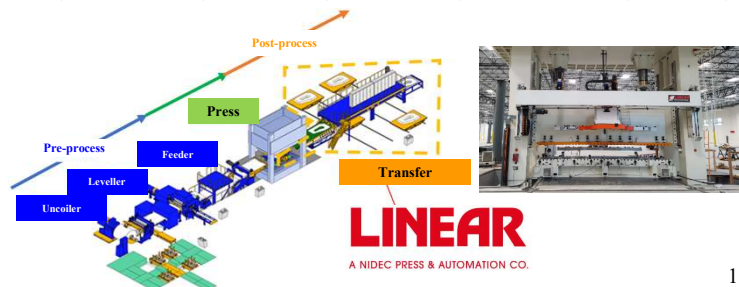 Post-process
Press
Pre-process
Feeder
Leveller
Uncoiler
Transfer
LINEAR
A NIDEC PRESS & AUTOMATION CO.
1